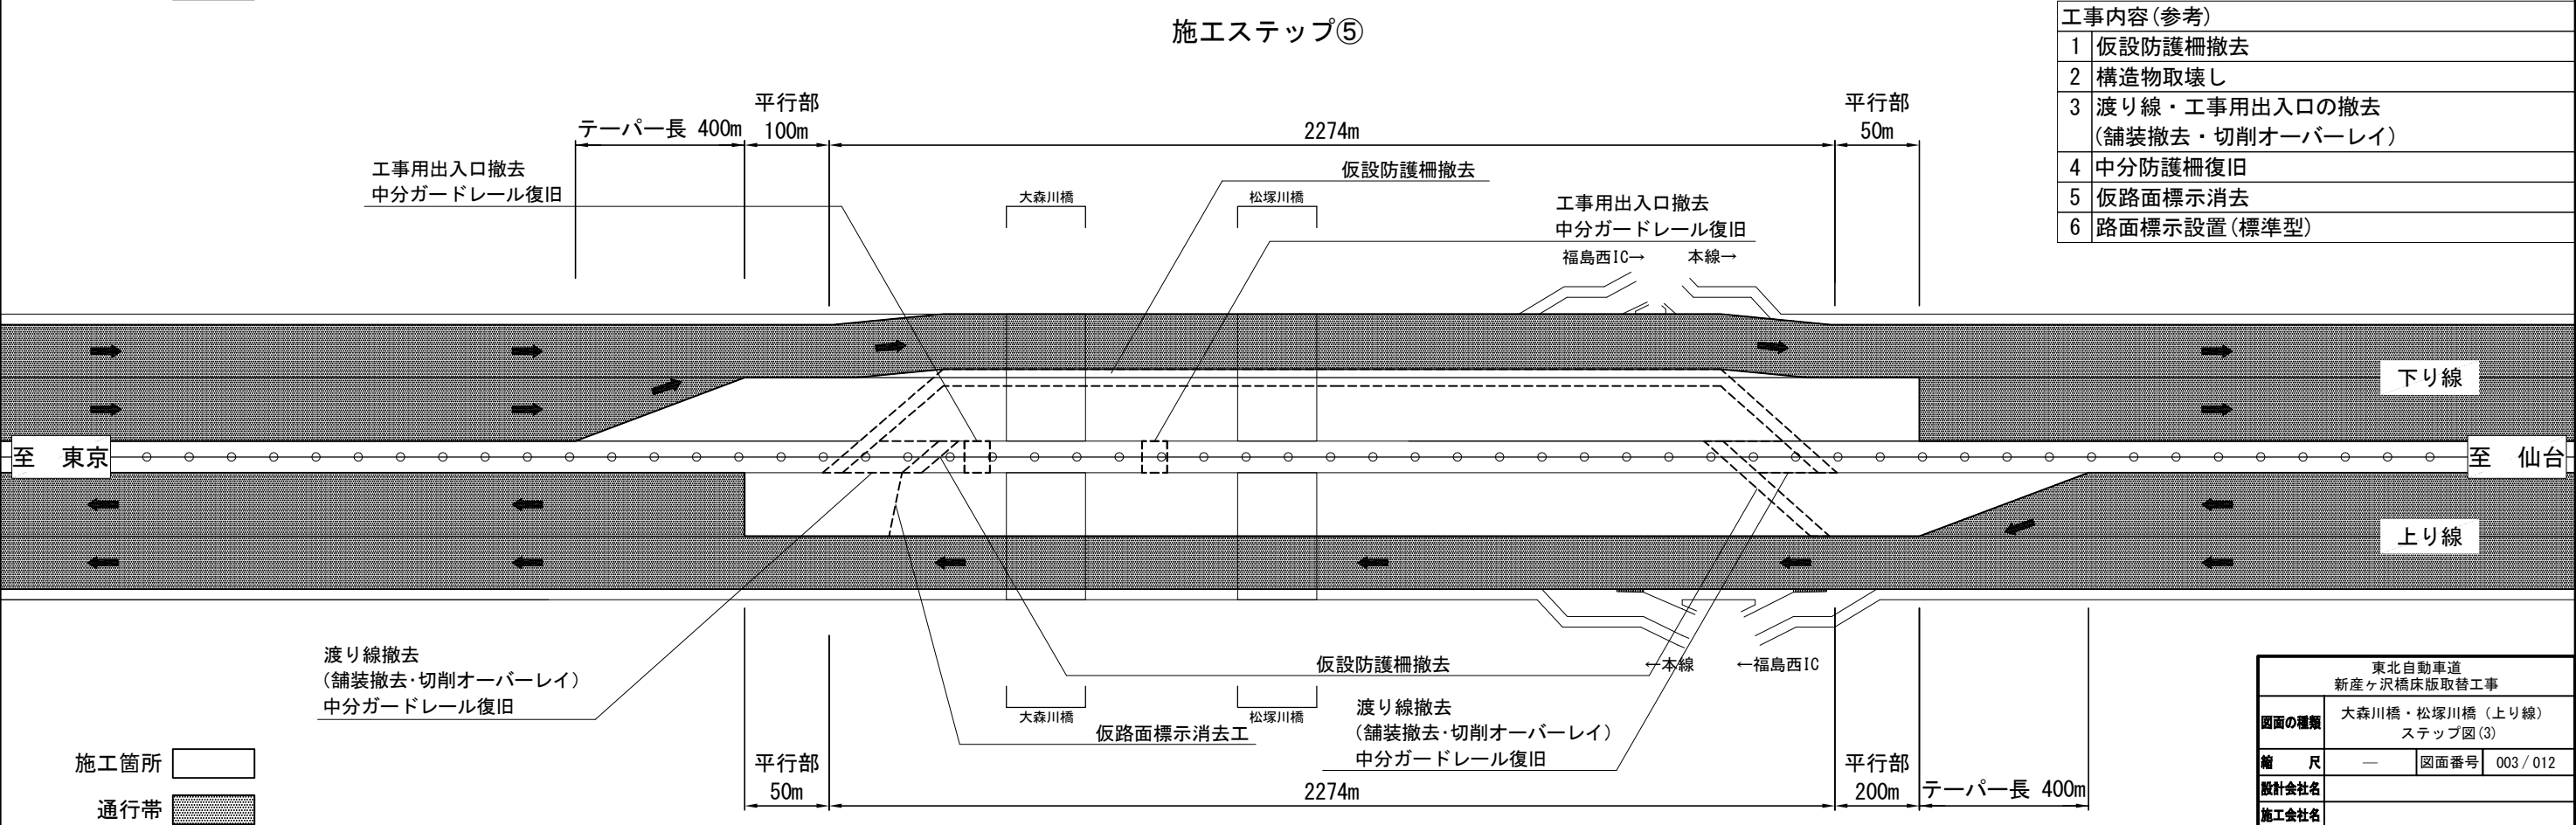 施工ステップ⑤
工事内容(参考)
1 仮設防護柵撤去
2 構造物取壊し
3 渡り線・工事用出入口の撤去
(舗装撤去・切削オーバーレイ)
4 中分防護柵復旧
5 仮路面標示消去
6 路面標示設置(標準型)
テーパー長 400m
平行部
100m
2274m
平行部
50m
工事用出入口撤去
中分ガードレール復旧
大森川橋
松塚川橋
仮設防護柵撤去
工事用出入口撤去
中分ガードレール復旧
福島西IC→
本線→
下り線
至 東京
至 仙台
上り線
渡り線撤去
(舗装撤去・切削オーバーレイ)
中分ガードレール復旧
仮設防護柵撤去
←本線
←福島西IC
大森川橋
松塚川橋
仮路面標示消去工
渡り線撤去
(舗装撤去・切削オーバーレイ)
中分ガードレール復旧
平行部
50m
2274m
平行部
200m
テーパー長 400m
施工箇所
通行帯
東北自動車道
新産ヶ沢橋床版取替工事
図面の種類
大森川橋・松塚川橋(上り線)
ステップ図(3)
縮 尺 — 図面番号 003/012
設計会社名
施工会社名